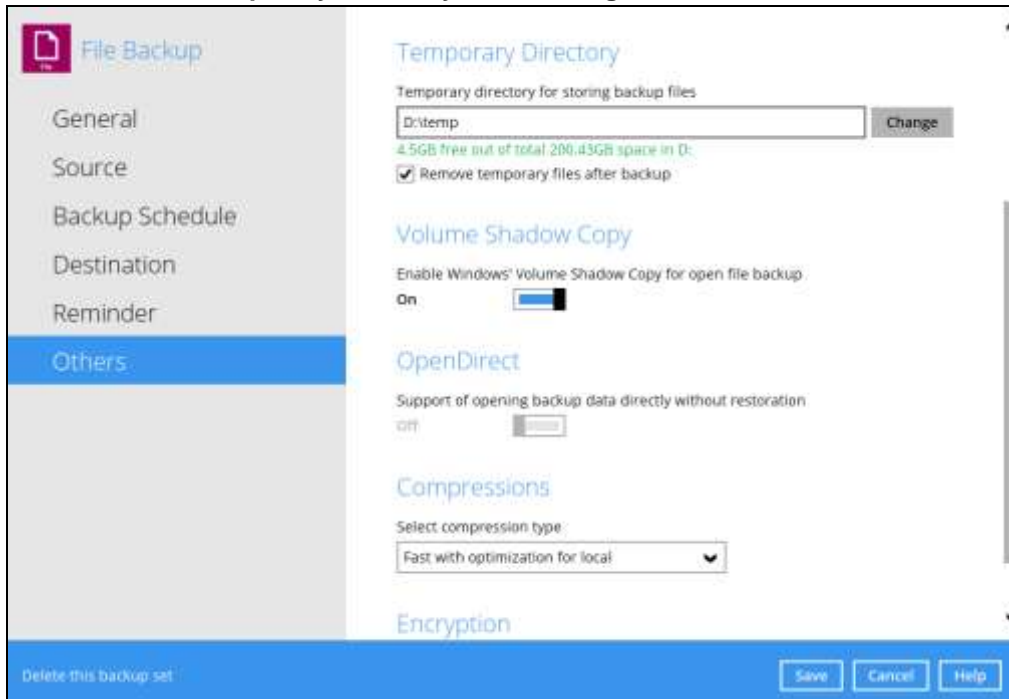 File Backup
General
Source
Backup Schedule
Destination
Reminder
Others
Temporary Directory
Temporary directory for storing backup files
D:\temp
Change
4.5GB free out of total 200.43GB space in D:
Remove temporary files after backup
Volume Shadow Copy
Enable Windows' Volume Shadow Copy for open file backup
On
OpenDirect
Support of opening backup data directly without restoration
Off
Compressions
Select compression type
Fast with optimization for local
Encryption
Delete this backup set
Save
Cancel
Help